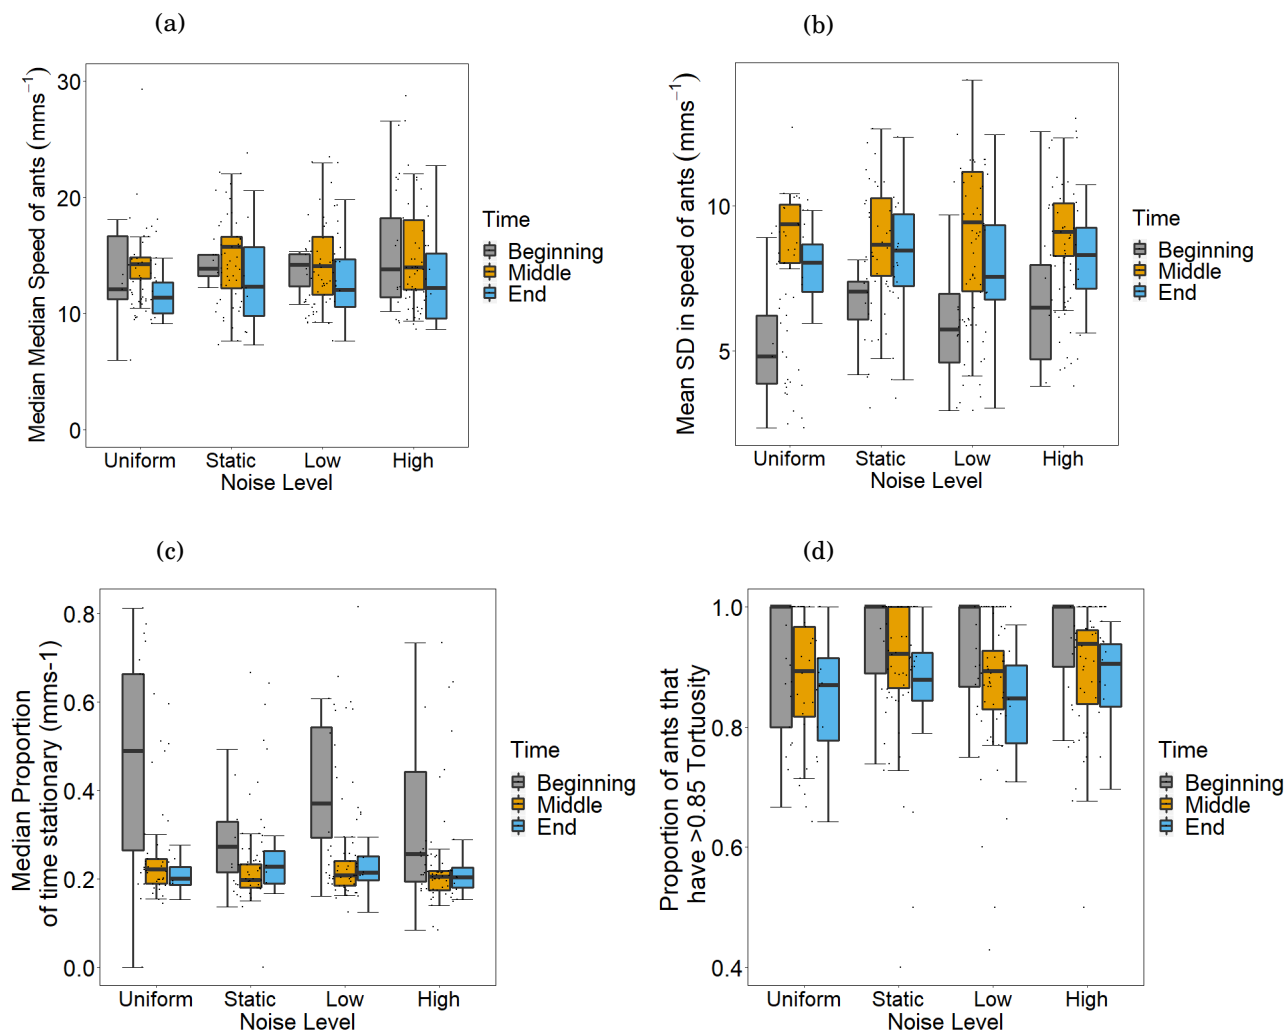 (a)
Median Median Speed of ants (mms⁻¹)
30
20
10
0
Uniform Static Low High
Noise Level
Time
Beginning
Middle
End
(b)
Mean SD in speed of ants (mms⁻¹)
10
5
Uniform Static Low High
Noise Level
Time
Beginning
Middle
End
(c)
Median Proportion
of time stationary (mms-1)
0.8
0.6
0.4
0.2
0.0
Uniform Static Low High
Noise Level
Time
Beginning
Middle
End
(d)
Proportion of ants that
have >0.85 Tortuosity
1.0
0.8
0.6
0.4
Uniform Static Low High
Noise Level
Time
Beginning
Middle
End